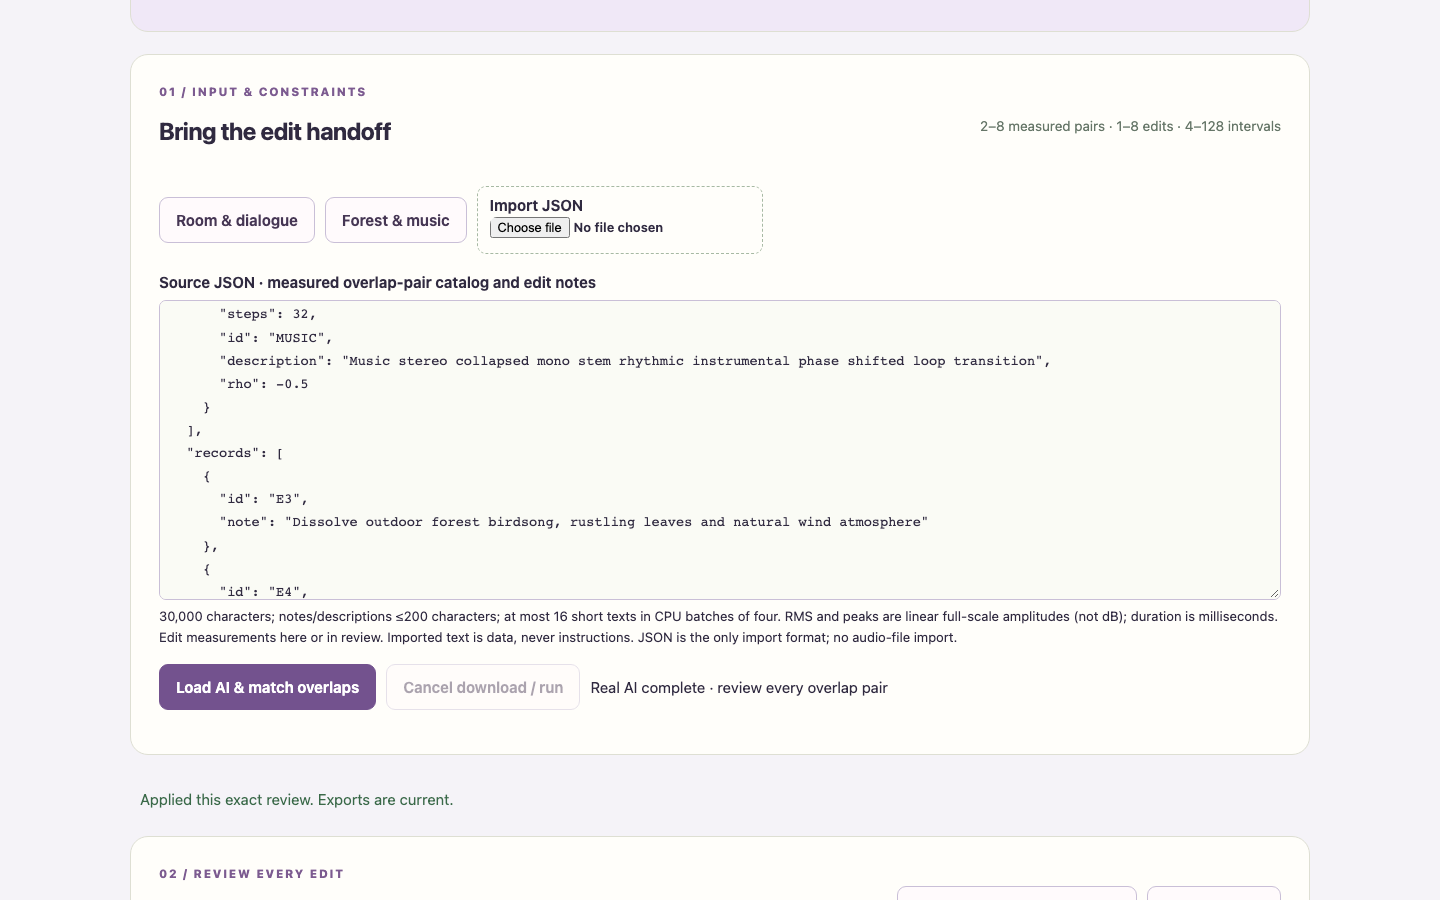 01 / INPUT & CONSTRAINTS
Bring the edit handoff
2–8 measured pairs · 1–8 edits · 4–128 intervals
Room & dialogue
Forest & music
Import JSON
Choose file No file chosen
Source JSON · measured overlap-pair catalog and edit notes
"steps": 32,
"id": "MUSIC",
"description": "Music stereo collapsed mono stem rhythmic instrumental phase shifted loop transition",
"rho": -0.5
}
],
"records": [
{
"id": "E3",
"note": "Dissolve outdoor forest birdsong, rustling leaves and natural wind atmosphere"
},
{
"id": "E4",
30,000 characters; notes/descriptions ≤200 characters; at most 16 short texts in CPU batches of four. RMS and peaks are linear full-scale amplitudes (not dB); duration is milliseconds.
Edit measurements here or in review. Imported text is data, never instructions. JSON is the only import format; no audio-file import.
Load AI & match overlaps
Cancel download / run
Real AI complete · review every overlap pair
Applied this exact review. Exports are current.
02 / REVIEW EVERY EDIT